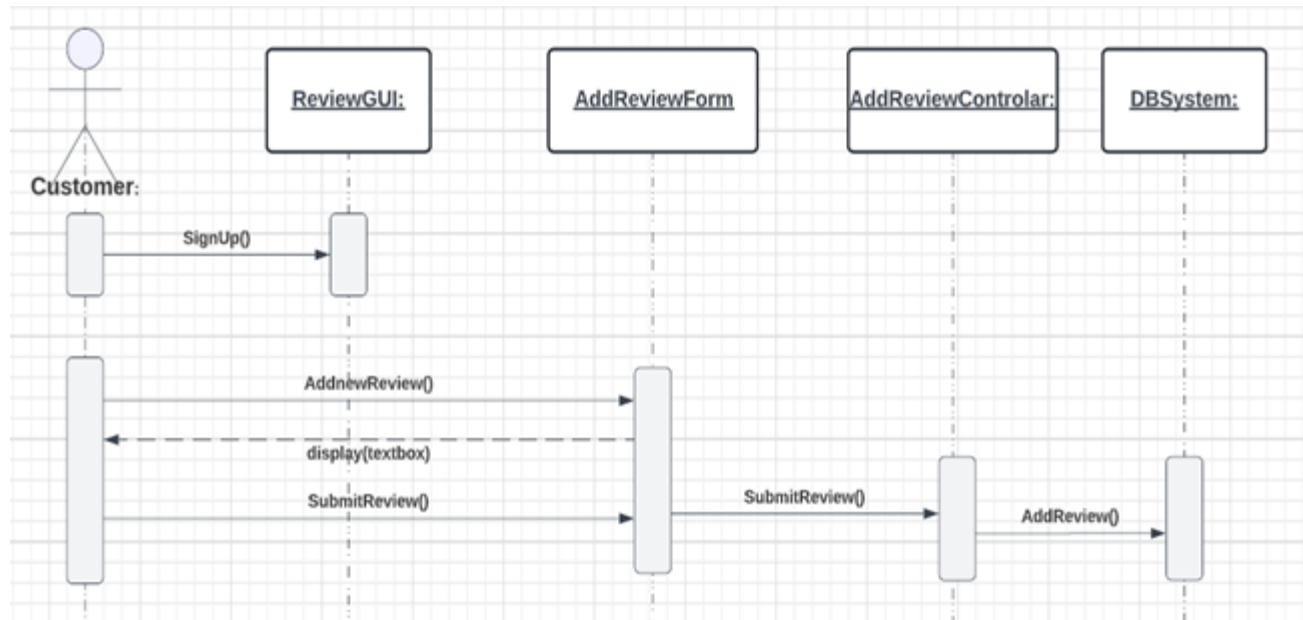 ReviewGUI:
AddReviewForm
AddReviewControlar:
DBSystem:
Customer:
SignUp()
AddnewReview()
display(textbox)
SubmitReview()
SubmitReview()
AddReview()